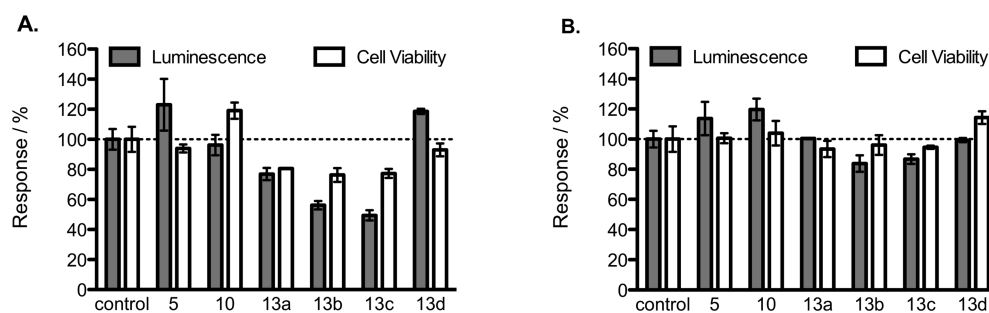 A.
160
140
120
100
80
60
40
20
0
Response / %
Luminescence
Cell Viability
control 5 10 13a 13b 13c 13d
B.
160
140
120
100
80
60
40
20
0
Response / %
Luminescence
Cell Viability
control 5 10 13a 13b 13c 13d